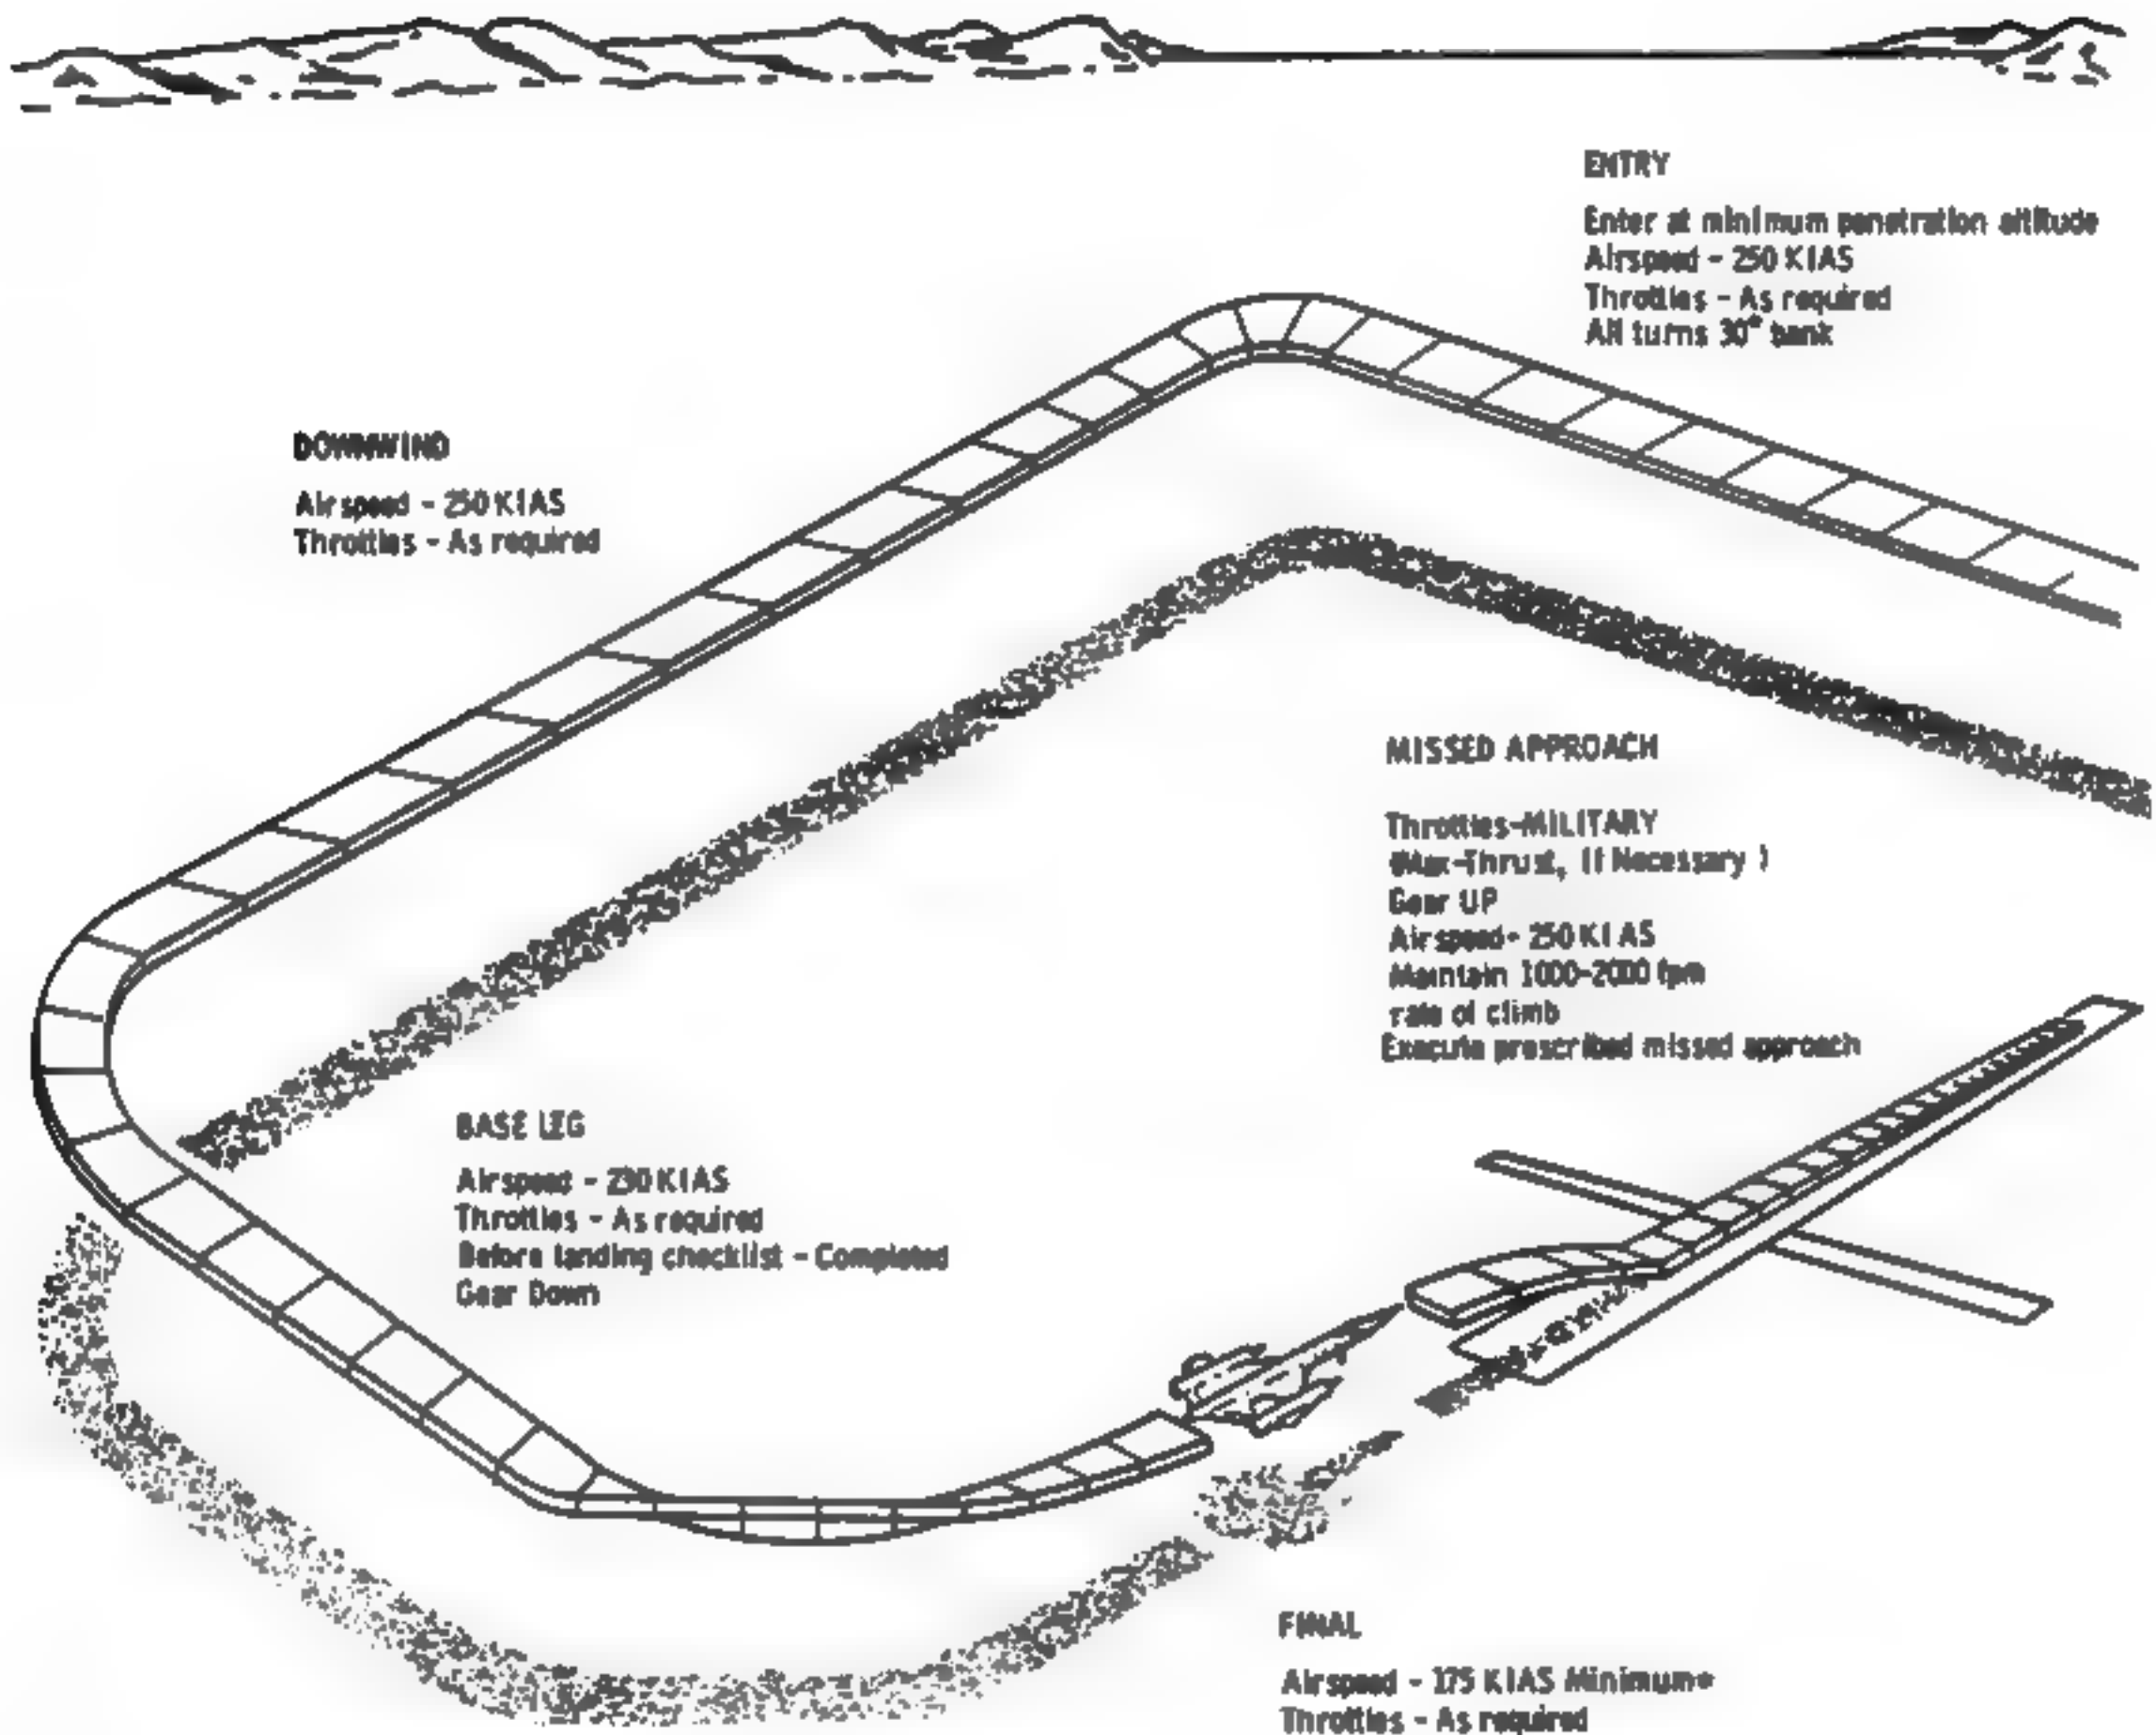 ENTRY
Enter at minimum penetration altitude
Airspeed - 250 KIAS
Throttles - As required
All turns 30° bank
DOWNWIND
Airspeed - 250 KIAS
Throttles - As required
MISSED APPROACH
Throttles-MILITARY
(Max-Thrust, If Necessary )
Gear UP
Airspeed- 250 KIAS
Maintain 1000-2000 fpm
rate of climb
Execute prescribed missed approach
BASE LEG
Airspeed - 230 KIAS
Throttles - As required
Before landing checklist - Completed
Gear Down
FINAL
Airspeed - 175 KIAS Minimum*
Throttles - As required